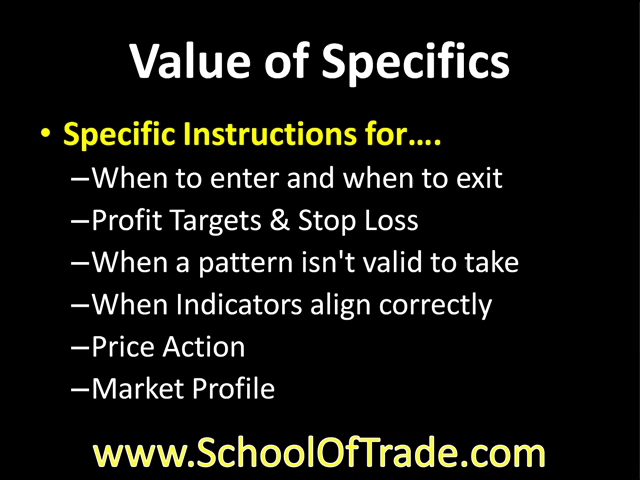 Value of Specifics
• Specific Instructions for….
–When to enter and when to exit
–Profit Targets & Stop Loss
–When a pattern isn't valid to take
–When Indicators align correctly
–Price Action
–Market Profile
www.SchoolOfTrade.com